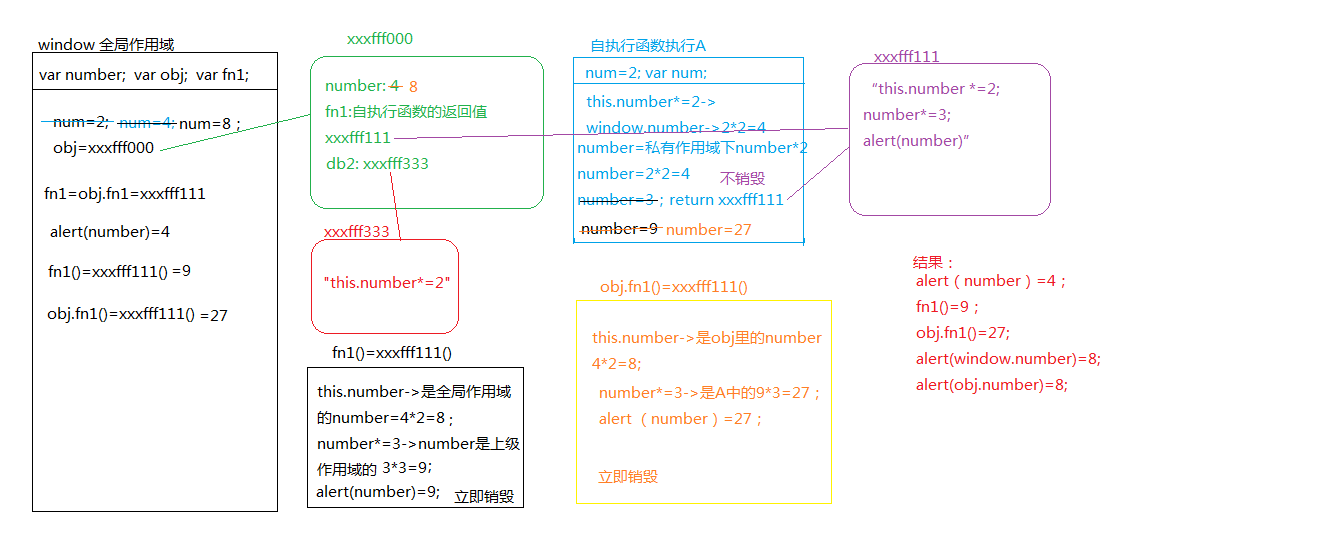 window 全局作用域
var number;  var obj;  var fn1;
num=2;  num=4; num=8；
obj=xxxfff000
fn1=obj.fn1=xxxfff111
alert(number)=4
fn1()=xxxfff111() =9
obj.fn1()=xxxfff111() =27
xxxfff000
number: 4  8
fn1:自执行函数的返回值
xxxfff111
db2: xxxfff333
xxxfff333
"this.number*=2"
fn1()=xxxfff111()
this.number->是全局作用域
的number=4*2=8；
number*=3->number是上级
作用域的 3*3=9;
alert(number)=9;   立即销毁
自执行函数执行A
num=2; var num;
this.number*=2->
window.number->2*2=4
number=私有作用域下number*2
number=2*2=4
不销毁
number=3；return xxxfff111
number=9 number=27
obj.fn1()=xxxfff111()
this.number->是obj里的number
4*2=8;
number*=3->是A中的9*3=27；
alert （number）=27；
立即销毁
xxxfff111
“this.number *=2;
number*=3;
alert(number)”
结果：
alert（number）=4；
fn1()=9；
obj.fn1()=27;
alert(window.number)=8;
alert(obj.number)=8;